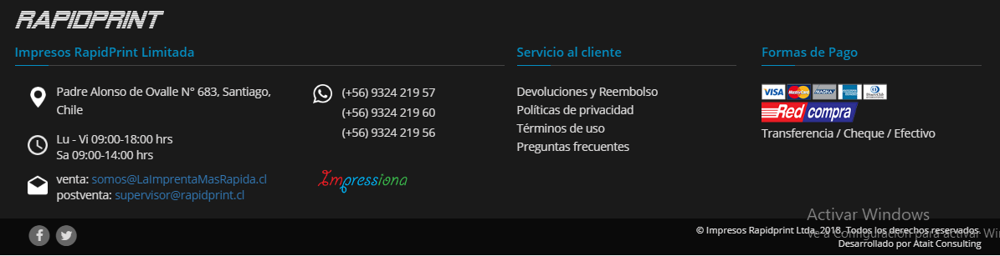 RAPIDPRINT
Impresos RapidPrint Limitada
Padre Alonso de Ovalle N° 683, Santiago,
Chile
Lu - Vi 09:00-18:00 hrs
Sa 09:00-14:00 hrs
venta: somos@LaImprentaMasRapida.cl
postventa: supervisor@rapidprint.cl
(+56) 9324 219 57
(+56) 9324 219 60
(+56) 9324 219 56
Impressiona
Servicio al cliente
Devoluciones y Reembolso
Políticas de privacidad
Términos de uso
Preguntas frecuentes
Formas de Pago
VISA MasterCard MAGNA Diners Club
Red compra
Transferencia / Cheque / Efectivo
Activar Windows
Ve a Configuración para activar Win
© Impresos Rapidprint Ltda. 2018. Todos los derechos reservados.
Desarrollado por Atait Consulting